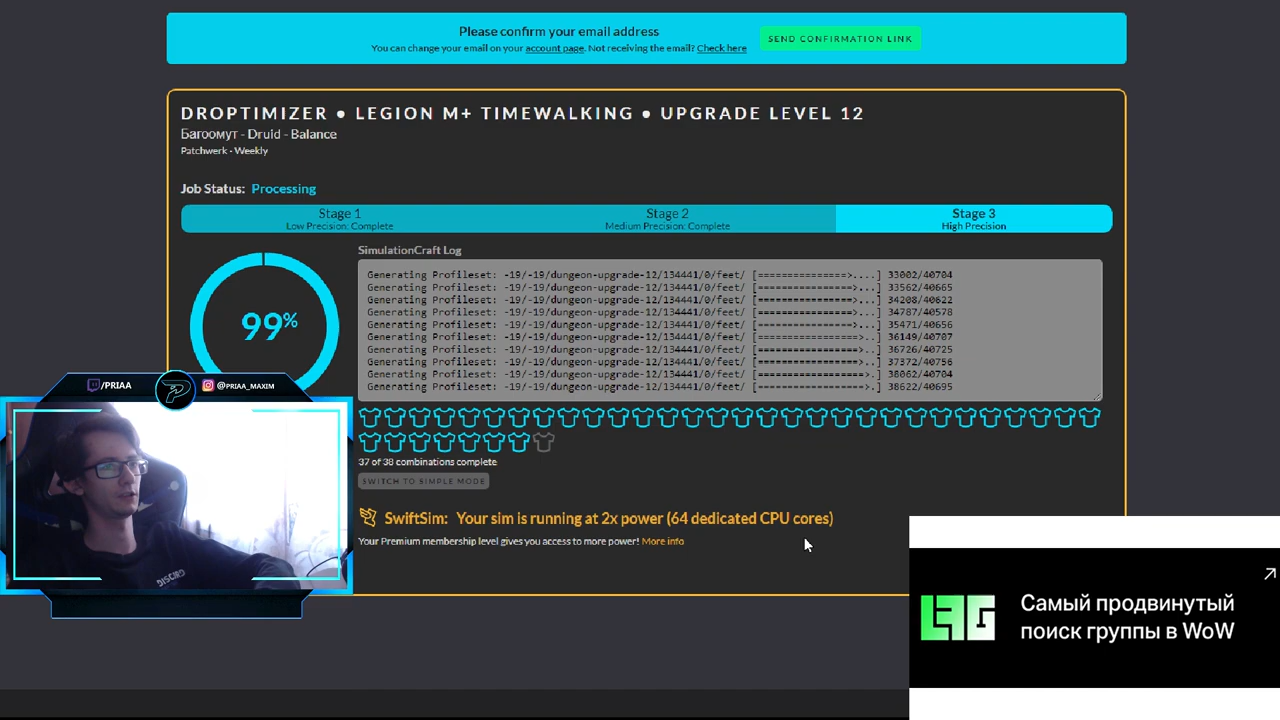 Please confirm your email address
You can change your email on your account page. Not receiving the email? Check here
SEND CONFIRMATION LINK
DROPTIMIZER • LEGION M+ TIMEWALKING • UPGRADE LEVEL 12
Багоомут - Druid - Balance
Patchwerk - Weekly
Job Status: Processing
Stage 1
Low Precision: Complete
Stage 2
Medium Precision: Complete
Stage 3
High Precision
99%
SimulationCraft Log
Generating Profileset: -19/-19/dungeon-upgrade-12/134441/0/feet/ [===============>....] 33002/40704
Generating Profileset: -19/-19/dungeon-upgrade-12/134441/0/feet/ [================>...] 33562/40665
Generating Profileset: -19/-19/dungeon-upgrade-12/134441/0/feet/ [================>...] 34208/40622
Generating Profileset: -19/-19/dungeon-upgrade-12/134441/0/feet/ [================>...] 34787/40578
Generating Profileset: -19/-19/dungeon-upgrade-12/134441/0/feet/ [================>...] 35471/40656
Generating Profileset: -19/-19/dungeon-upgrade-12/134441/0/feet/ [=================>..] 36149/40707
Generating Profileset: -19/-19/dungeon-upgrade-12/134441/0/feet/ [=================>..] 36726/40725
Generating Profileset: -19/-19/dungeon-upgrade-12/134441/0/feet/ [=================>..] 37372/40756
Generating Profileset: -19/-19/dungeon-upgrade-12/134441/0/feet/ [==================>.] 38062/40704
Generating Profileset: -19/-19/dungeon-upgrade-12/134441/0/feet/ [==================>.] 38622/40695
37 of 38 combinations complete
SWITCH TO SIMPLE MODE
SwiftSim: Your sim is running at 2x power (64 dedicated CPU cores)
Your Premium membership level gives you access to more power! More info
/PRIAA
@PRIAA_MAXIM
LFG
Самый продвинутый
поиск группы в WoW